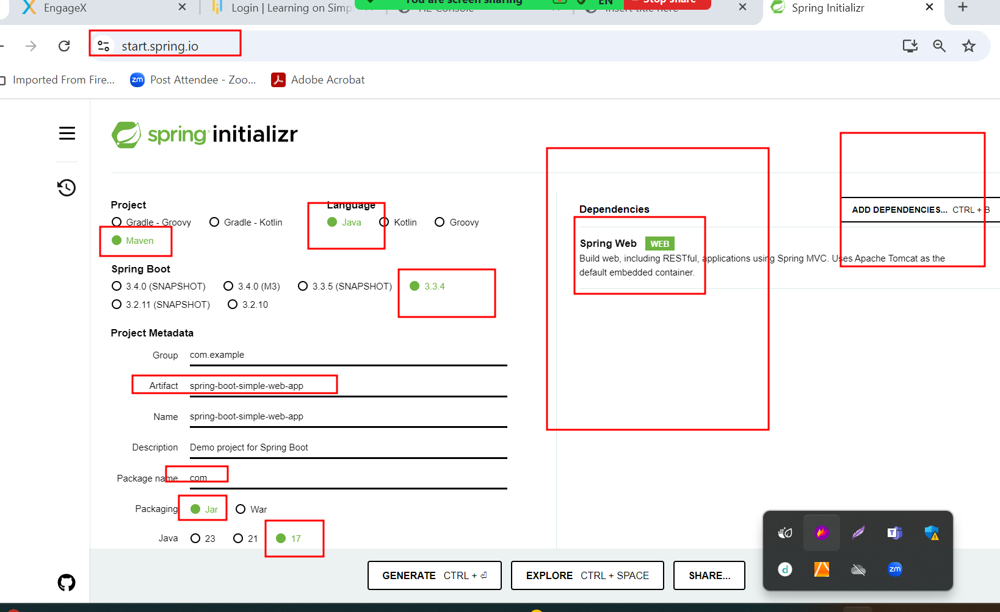 You are screen sharing
EN
Stop share
EngageX
Login | Learning on Simp
H2 Console
Insert title here
Spring Initializr
start.spring.io
Imported From Fire...
zm
Post Attendee - Zoo...
Adobe Acrobat
spring initializr
Project
Gradle - Groovy
Gradle - Kotlin
Maven
Language
Java
Kotlin
Groovy
Spring Boot
3.4.0 (SNAPSHOT)
3.4.0 (M3)
3.3.5 (SNAPSHOT)
3.3.4
3.2.11 (SNAPSHOT)
3.2.10
Project Metadata
Group
com.example
Artifact
spring-boot-simple-web-app
Name
spring-boot-simple-web-app
Description
Demo project for Spring Boot
Package name
com
Packaging
Jar
War
Java
23
21
17
Dependencies
ADD DEPENDENCIES... CTRL + B
Spring Web WEB
Build web, including RESTful, applications using Spring MVC. Uses Apache Tomcat as the
default embedded container.
GENERATE CTRL + ⏎
EXPLORE CTRL + SPACE
SHARE...
T
d
zm